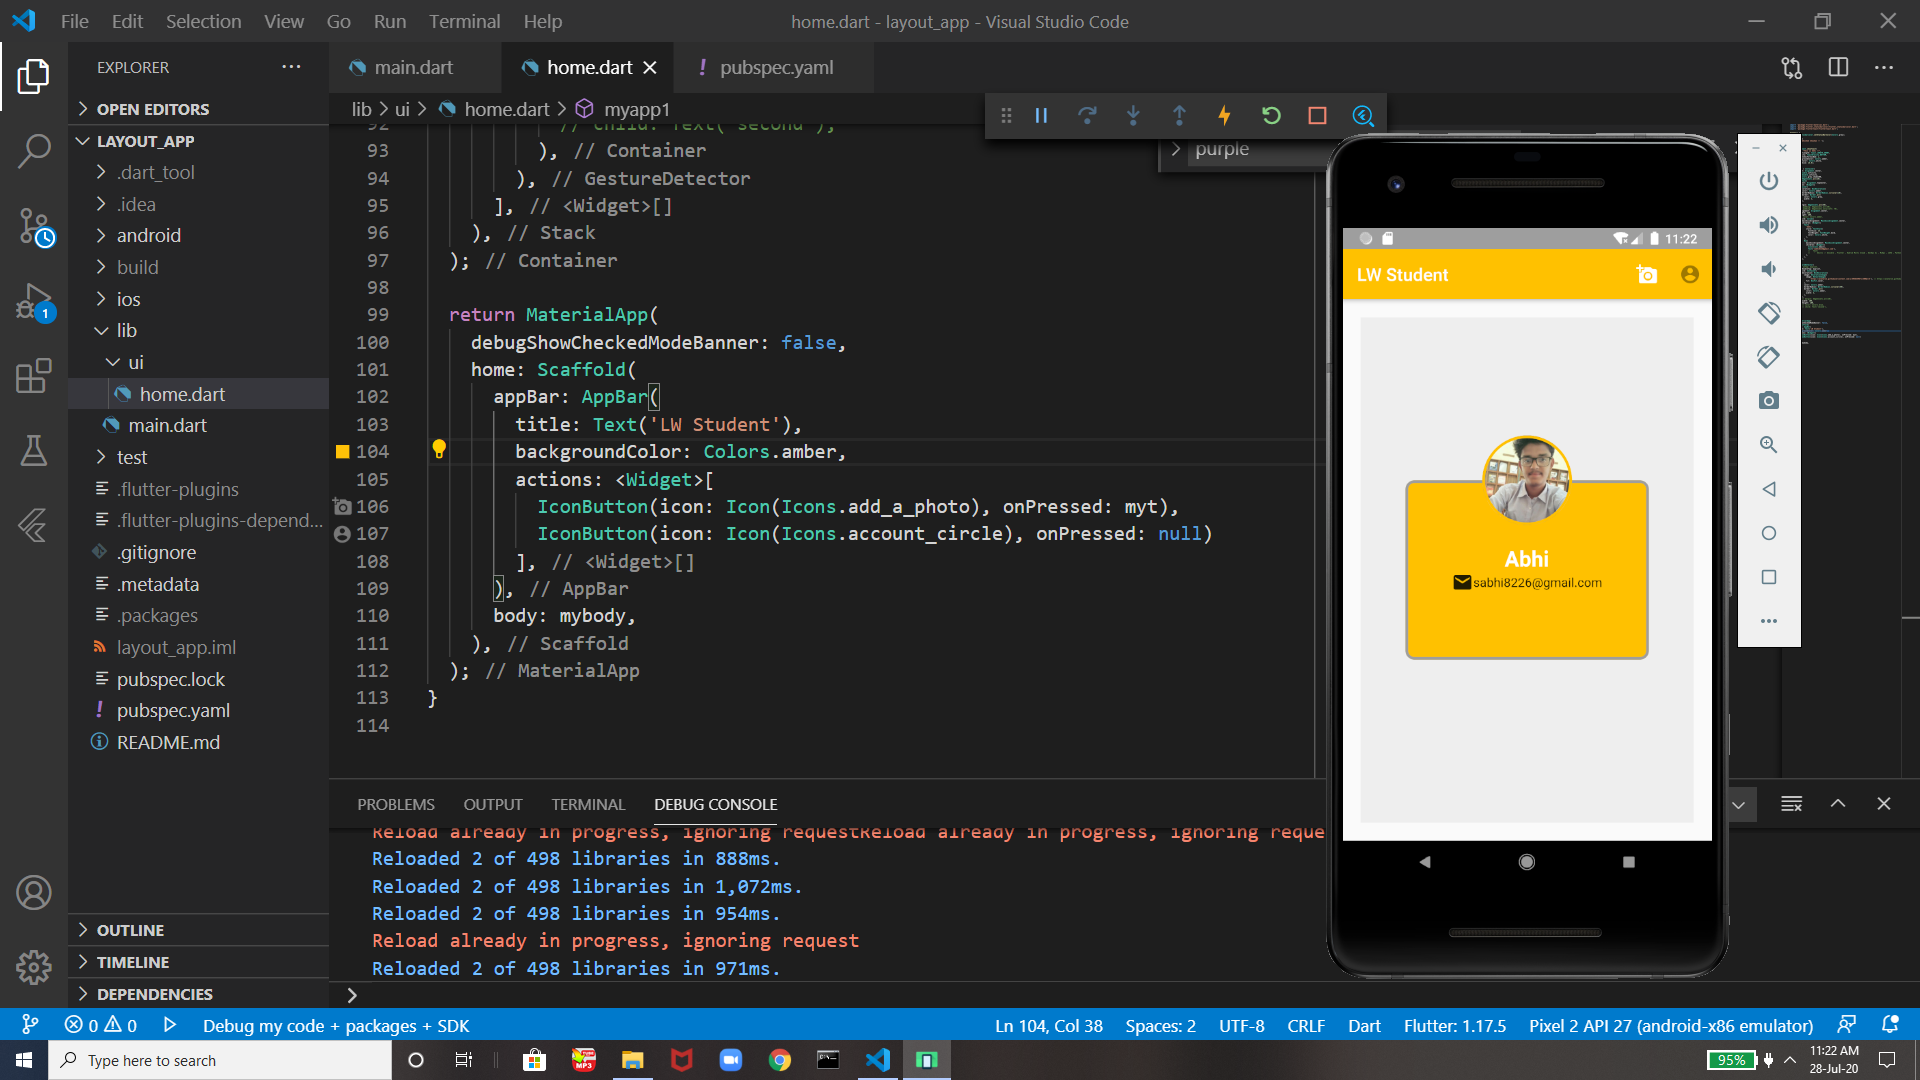 File Edit Selection View Go Run Terminal Help
home.dart - layout_app - Visual Studio Code
EXPLORER
main.dart
home.dart
! pubspec.yaml
OPEN EDITORS
lib > ui > home.dart > myapp1
LAYOUT_APP
.dart_tool
.idea
android
build
ios
lib
ui
home.dart
main.dart
test
.flutter-plugins
.flutter-plugins-depend...
.gitignore
.metadata
.packages
layout_app.iml
pubspec.lock
! pubspec.yaml
README.md
OUTLINE
TIMELINE
DEPENDENCIES
purple
92 // child: Text("second"),
93 ), // Container
94 ), // GestureDetector
95 ], // <Widget>[]
96 ), // Stack
97 ); // Container
98
99 return MaterialApp(
100 debugShowCheckedModeBanner: false,
101 home: Scaffold(
102 appBar: AppBar(
103 title: Text('LW Student'),
104 backgroundColor: Colors.amber,
105 actions: <Widget>[
106 IconButton(icon: Icon(Icons.add_a_photo), onPressed: myt),
107 IconButton(icon: Icon(Icons.account_circle), onPressed: null)
108 ], // <Widget>[]
109 ), // AppBar
110 body: mybody,
111 ), // Scaffold
112 ); // MaterialApp
113 }
114
11:22
LW Student
Abhi
sabhi8226@gmail.com
PROBLEMS OUTPUT TERMINAL DEBUG CONSOLE
Reload already in progress, ignoring requestReload already in progress, ignoring reque
Reloaded 2 of 498 libraries in 888ms.
Reloaded 2 of 498 libraries in 1,072ms.
Reloaded 2 of 498 libraries in 954ms.
Reload already in progress, ignoring request
Reloaded 2 of 498 libraries in 971ms.
1
0 0 Debug my code + packages + SDK
Ln 104, Col 38 Spaces: 2 UTF-8 CRLF Dart Flutter: 1.17.5 Pixel 2 API 27 (android-x86 emulator)
Type here to search
MP3
95%
11:22 AM
28-Jul-20